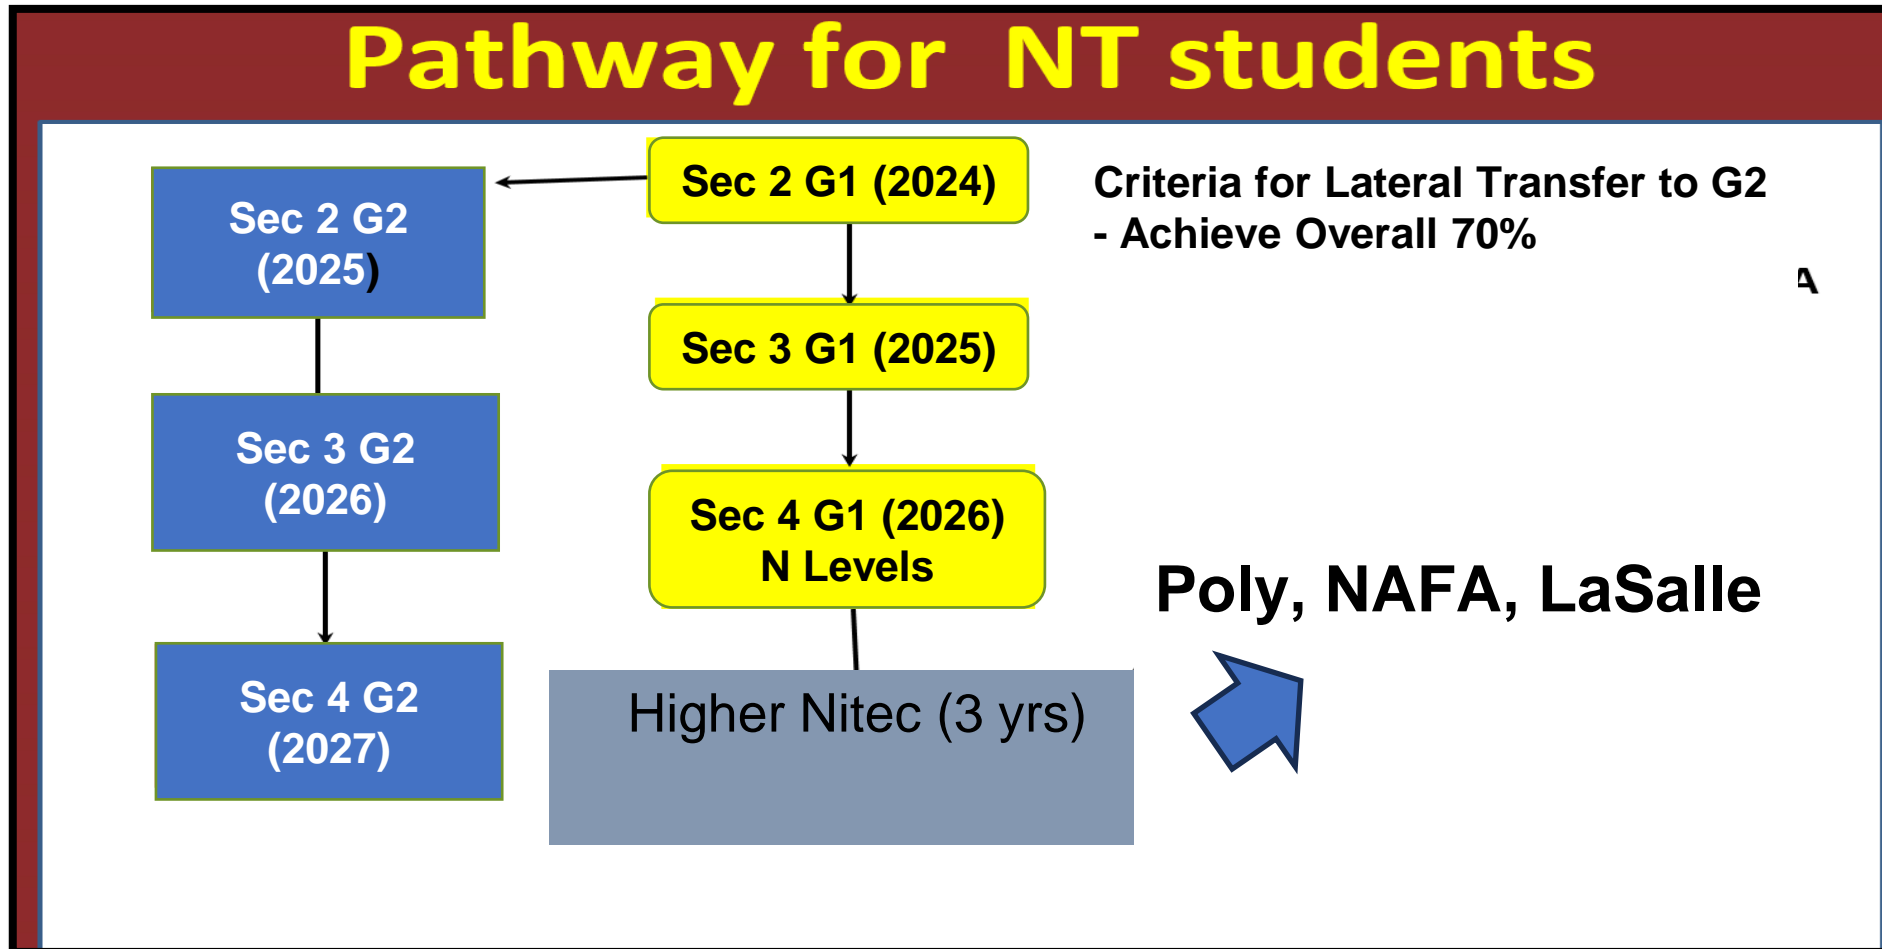 Pathway for NT students
Sec 2 G1 (2024)
Criteria for Lateral Transfer to G2
- Achieve Overall 70%
A
Sec 2 G2
(2025)
Sec 3 G1 (2025)
Sec 3 G2
(2026)
Sec 4 G1 (2026)
N Levels
Poly, NAFA, LaSalle
Sec 4 G2
(2027)
Higher Nitec (3 yrs)